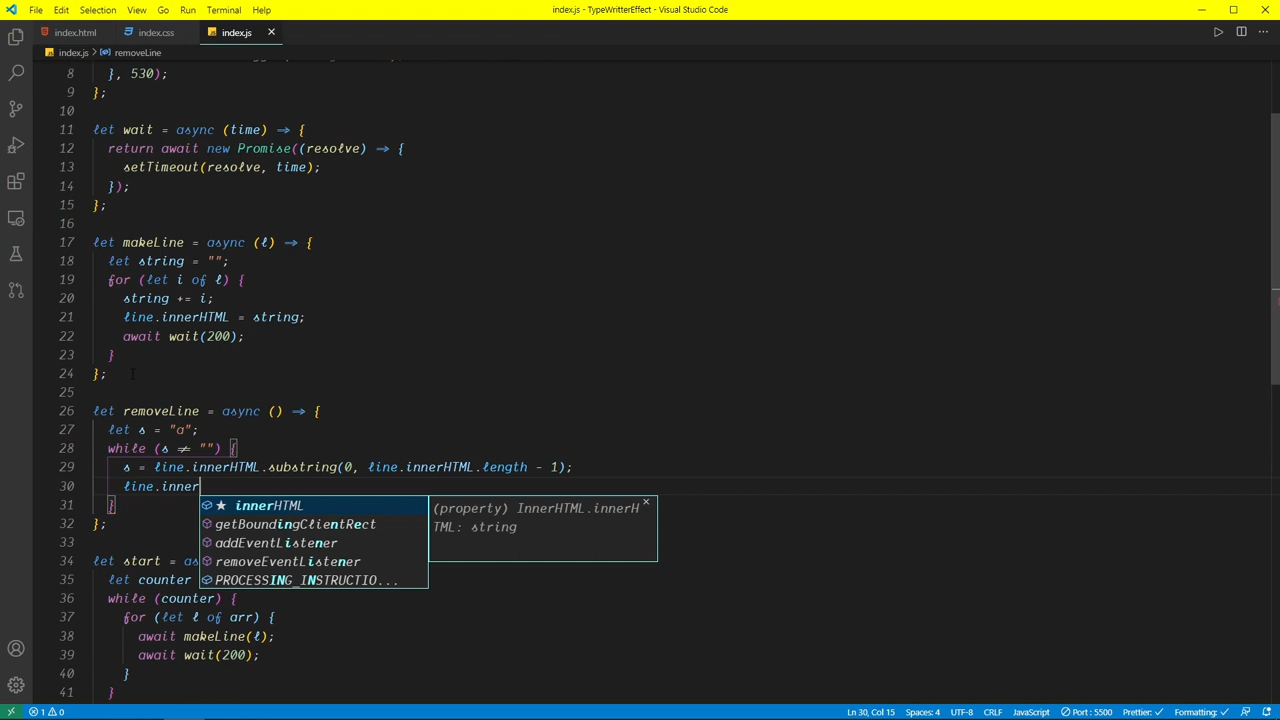 File Edit Selection View Go Run Terminal Help index.js - TypeWritterEffect - Visual Studio Code
index.html index.css index.js
index.js > removeLine
8 }, 530);
9 };
10
11 let wait = async (time) => {
12 return await new Promise((resolve) => {
13 setTimeout(resolve, time);
14 });
15 };
16
17 let makeLine = async (l) => {
18 let string = "";
19 for (let i of l) {
20 string += i;
21 line.innerHTML = string;
22 await wait(200);
23 }
24 };
25
26 let removeLine = async () => {
27 let s = "a";
28 while (s != "") {
29 s = line.innerHTML.substring(0, line.innerHTML.length - 1);
30 line.inner
31 }
innerHTML (property) InnerHTML.innerH
TML: string
getBoundingClientRect
addEventListener
removeEventListener
PROCESSING_INSTRUCTIO...
32 };
33
34 let start = as
35 let counter
36 while (counter) {
37 for (let l of arr) {
38 await makeLine(l);
39 await wait(200);
40 }
41 }
1 0 Ln 30, Col 15 Spaces: 4 UTF-8 CRLF JavaScript Port : 5500 Prettier: ✓ Formatting: ✓